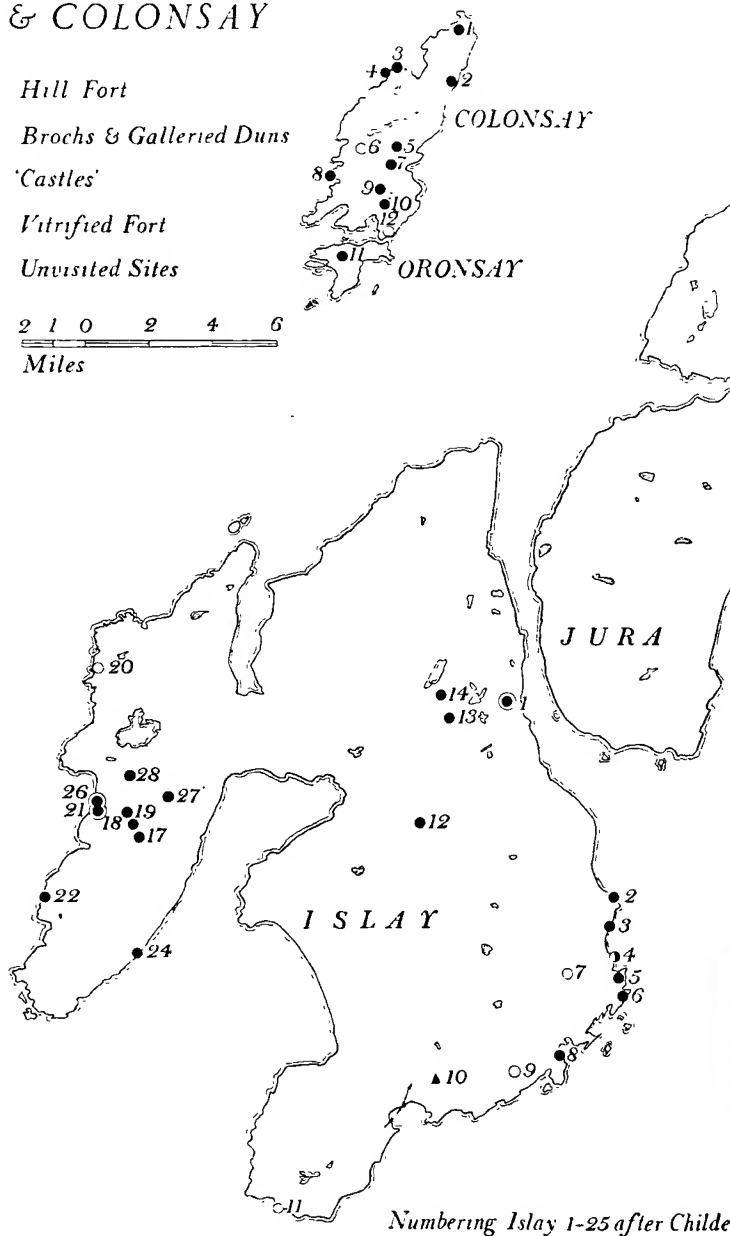 & COLONSAY
Hill Fort
Brochs & Galleried Duns
'Castles'
Vitrified Fort
Unvisited Sites
2 1 0 2 4 6
Miles
1
3
4
2
COLONSAY
6
5
7
8
9
10
12
11
ORONSAY
JURA
20
14
1
13
28
26
27
21
18
19
17
12
22
2
ISLAY
3
24
4
7
5
6
8
10
9
11
Numbering Islay 1-25 after Childe